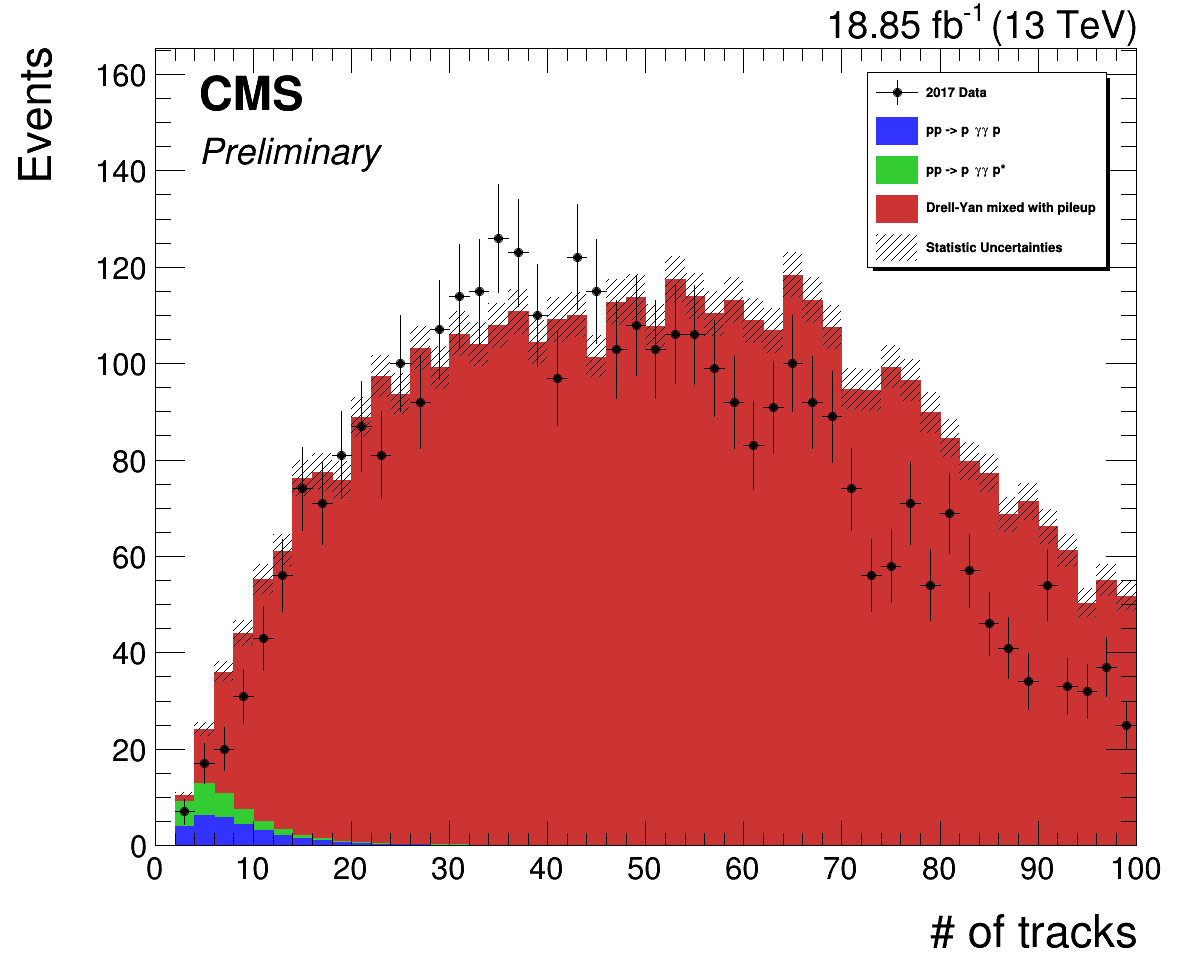 18.85 fb⁻¹ (13 TeV)
Events
CMS
Preliminary
2017 Data
pp -> p γγ p
pp -> p γγ p*
Drell-Yan mixed with pileup
Statistic Uncertainties
160
140
120
100
80
60
40
20
0
0 10 20 30 40 50 60 70 80 90 100
# of tracks